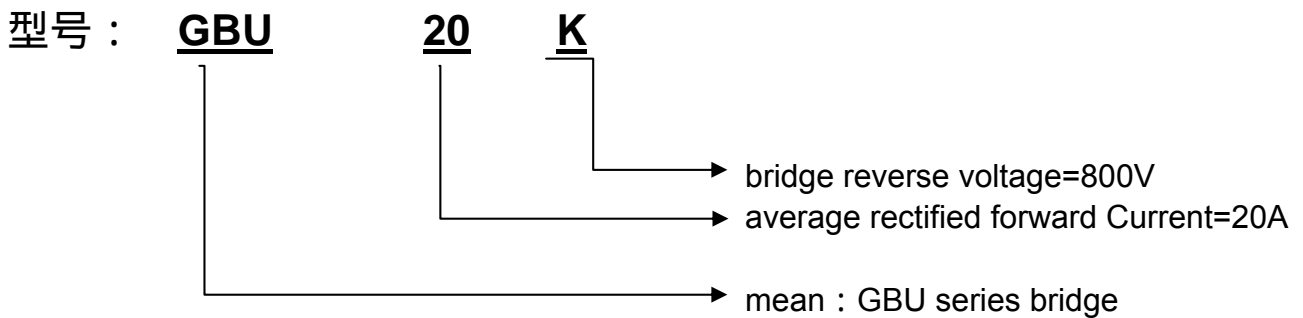 型号： GBU 20 K
bridge reverse voltage=800V
average rectified forward Current=20A
mean：GBU series bridge